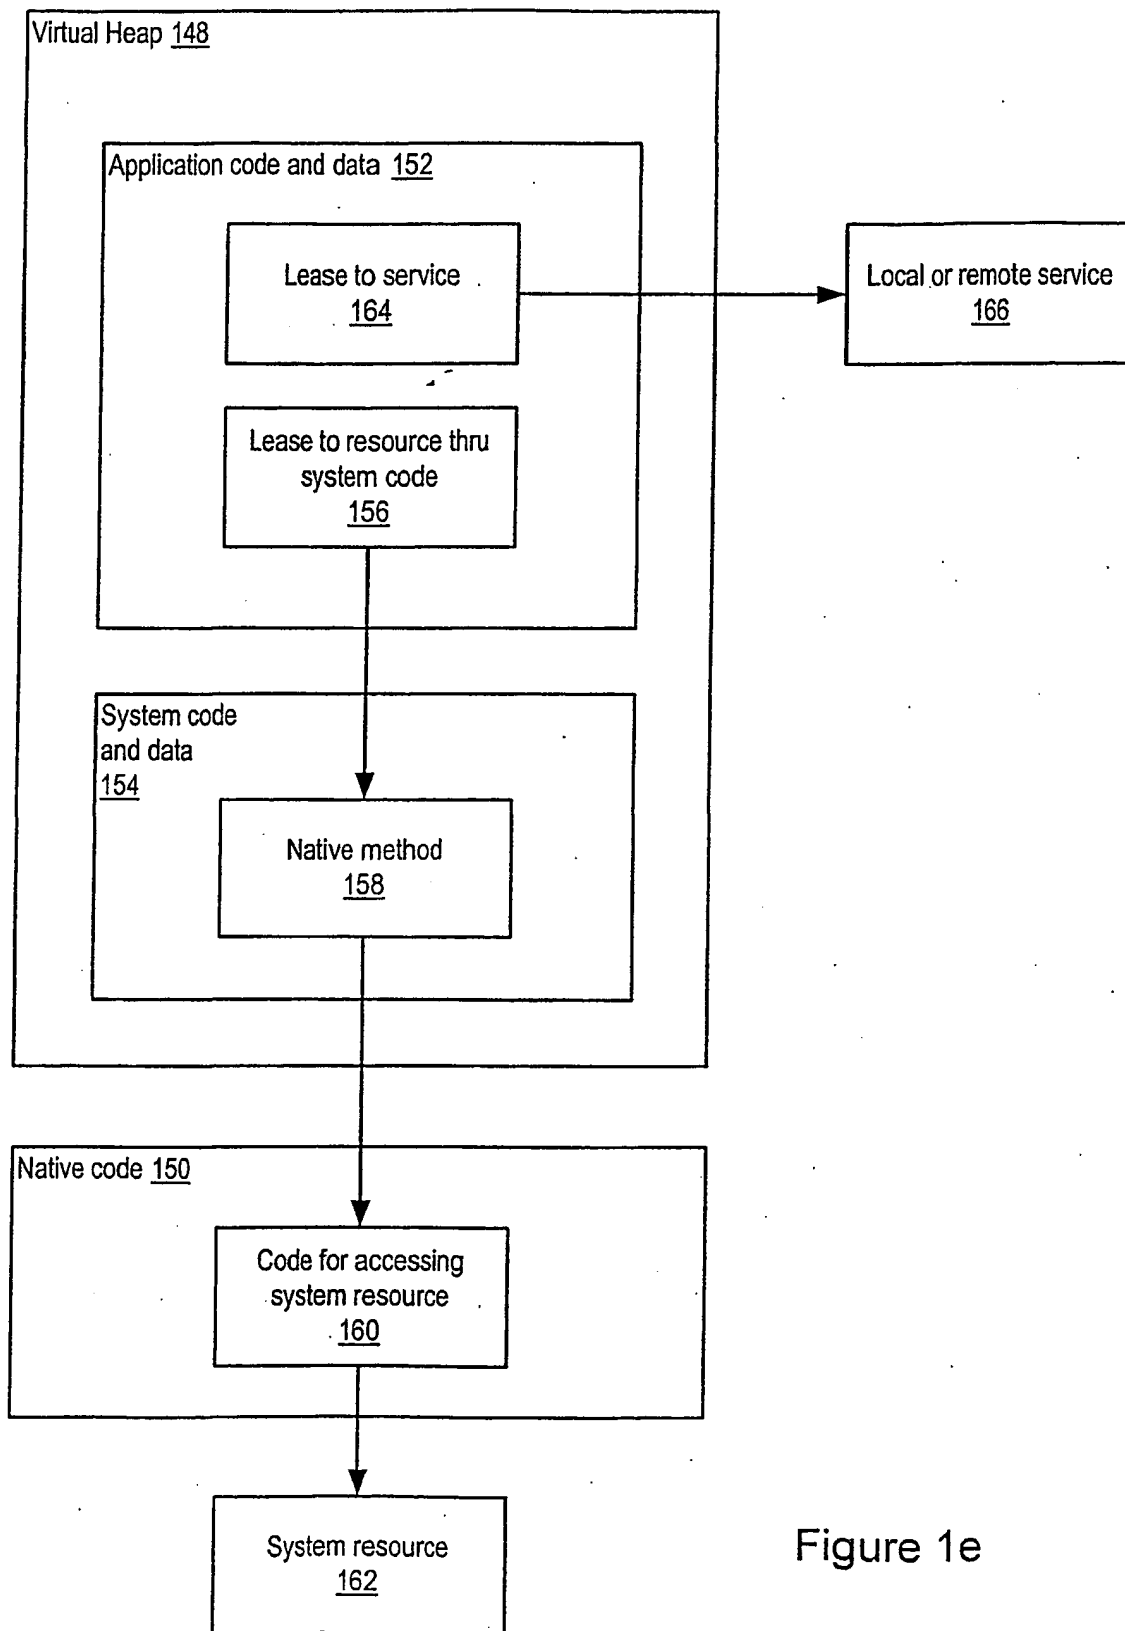 Virtual Heap 148
Application code and data 152
Lease to service
164
Local or remote service
166
Lease to resource thru
system code
156
System code
and data
154
Native method
158
Native code 150
Code for accessing
system resource
160
System resource
162
Figure 1e